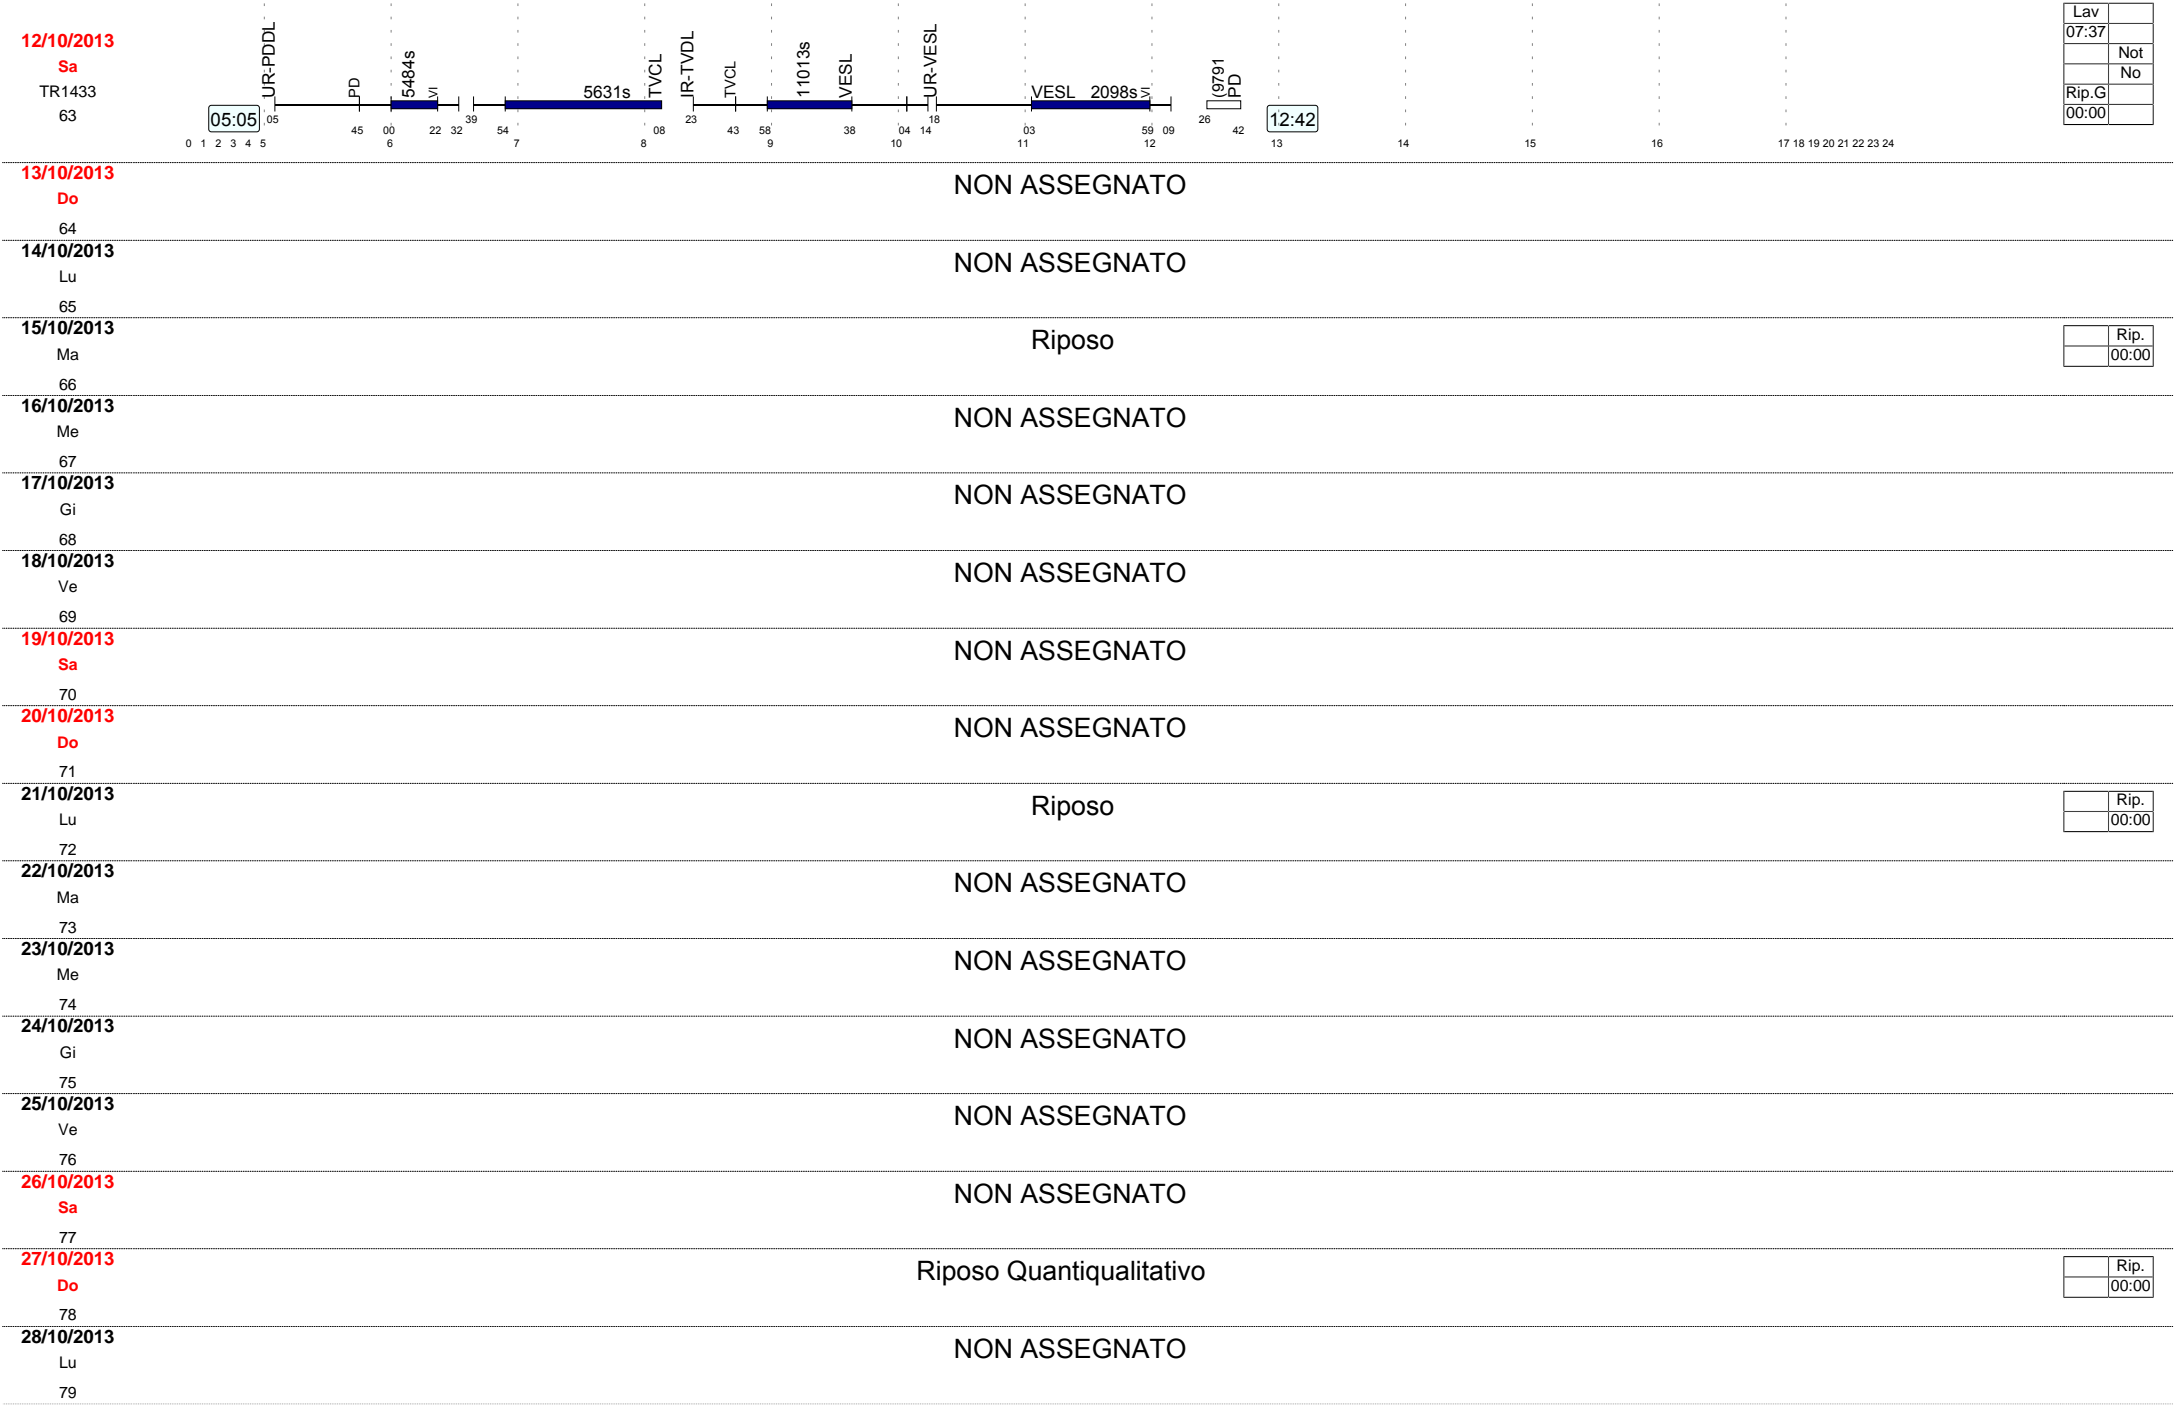 12/10/2013
Sa
TR1433
63
05:05
UR-PDDL PD 5484s VI 5631s TVCL IR-TVDL TVCL 11013s VESL UR-VESL VESL 2098s VI (9791 PD
12:42
05 45 00 22 32 39 54 08 23 43 58 38 04 14 18 03 59 09 26 42
0 1 2 3 4 5 6 7 8 9 10 11 12 13 14 15 16 17 18 19 20 21 22 23 24
Lav
07:37
Not
No
Rip.G
00:00
13/10/2013
Do
64
NON ASSEGNATO
14/10/2013
Lu
65
NON ASSEGNATO
15/10/2013
Ma
66
Riposo
Rip.
00:00
16/10/2013
Me
67
NON ASSEGNATO
17/10/2013
Gi
68
NON ASSEGNATO
18/10/2013
Ve
69
NON ASSEGNATO
19/10/2013
Sa
70
NON ASSEGNATO
20/10/2013
Do
71
NON ASSEGNATO
21/10/2013
Lu
72
Riposo
Rip.
00:00
22/10/2013
Ma
73
NON ASSEGNATO
23/10/2013
Me
74
NON ASSEGNATO
24/10/2013
Gi
75
NON ASSEGNATO
25/10/2013
Ve
76
NON ASSEGNATO
26/10/2013
Sa
77
NON ASSEGNATO
27/10/2013
Do
78
Riposo Quantiqualitativo
Rip.
00:00
28/10/2013
Lu
79
NON ASSEGNATO